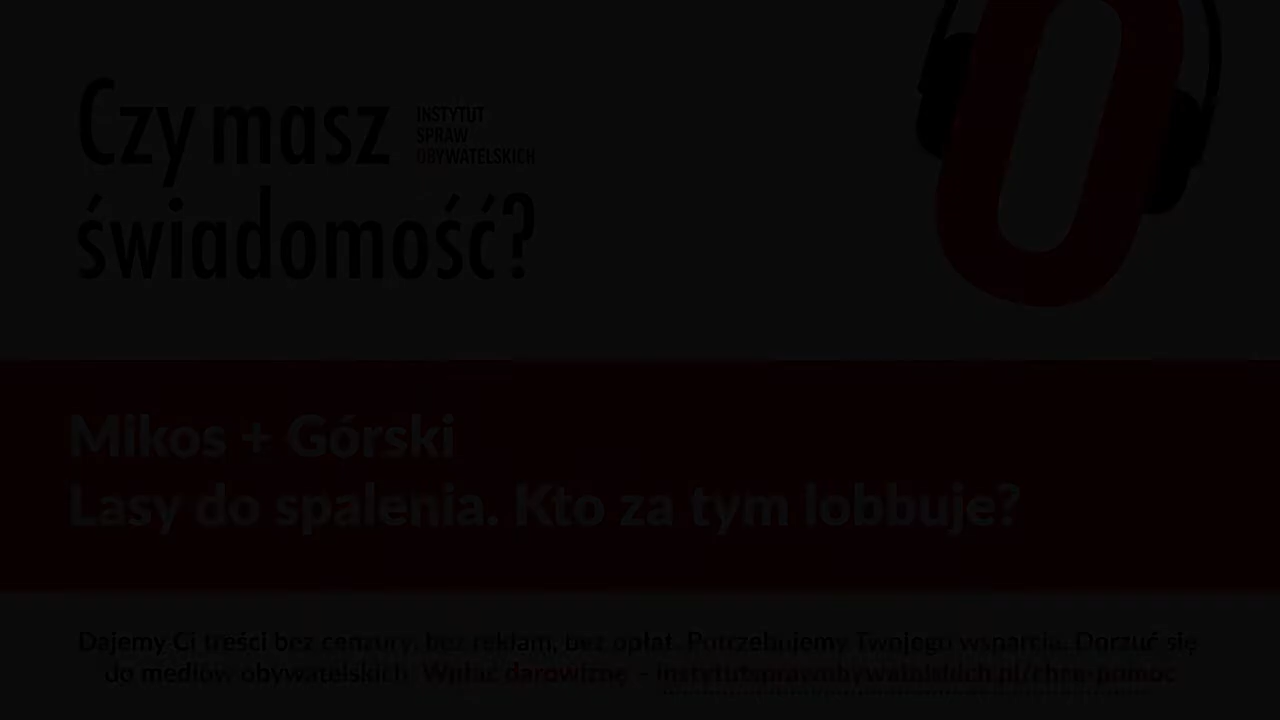 Czy masz
świadomość?
INSTYTUT
SPRAW
OBYWATELSKICH
Mikos + Górski
Lasy do spalenia. Kto za tym lobbuje?
Dajemy Ci treści bez cenzury, bez reklam, bez opłat. Potrzebujemy Twojego wsparcia. Dorzuć się
do mediów obywatelskich. Wpłać darowiznę – instytutsprawobywatelskich.pl/chce-pomoc